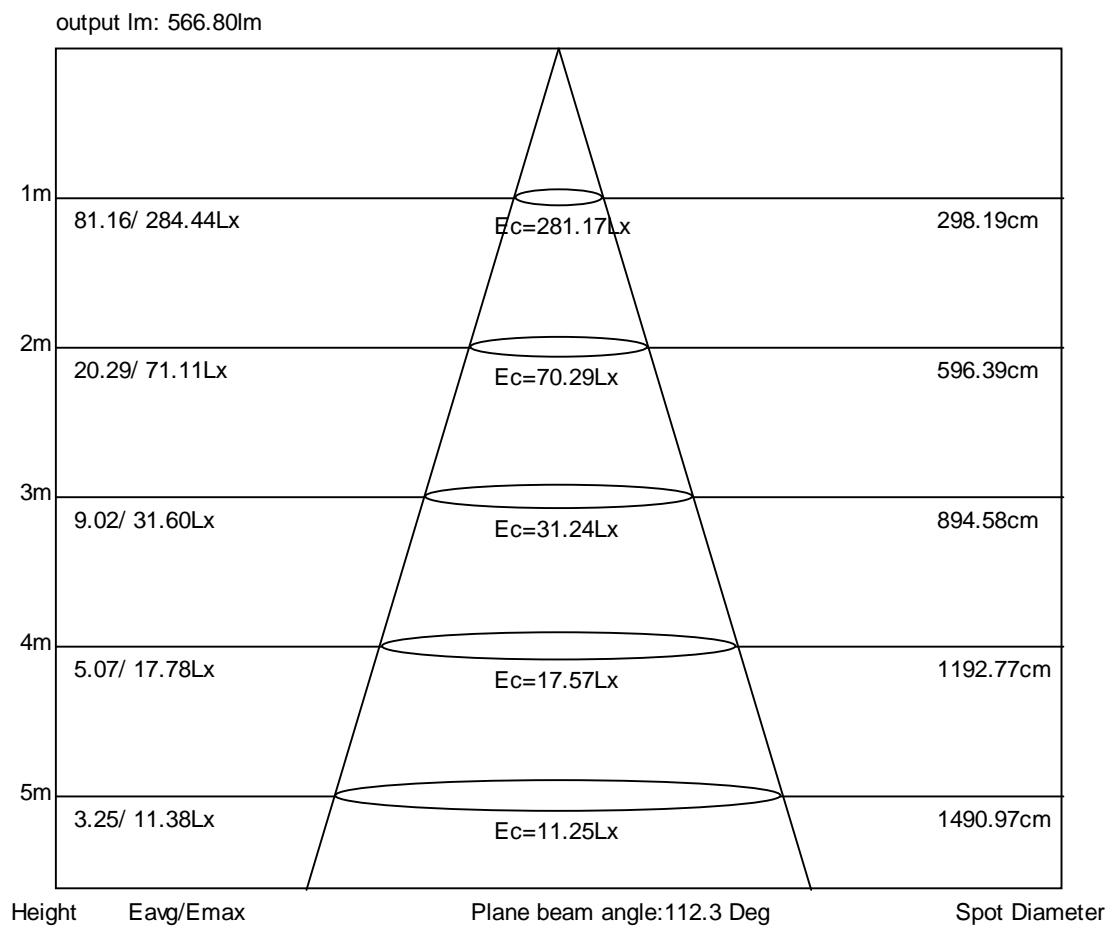 output lm: 566.80lm
1m
81.16/ 284.44Lx
Ec=281.17Lx
298.19cm
2m
20.29/ 71.11Lx
Ec=70.29Lx
596.39cm
3m
9.02/ 31.60Lx
Ec=31.24Lx
894.58cm
4m
5.07/ 17.78Lx
Ec=17.57Lx
1192.77cm
5m
3.25/ 11.38Lx
Ec=11.25Lx
1490.97cm
Height Eavg/Emax Plane beam angle:112.3 Deg Spot Diameter